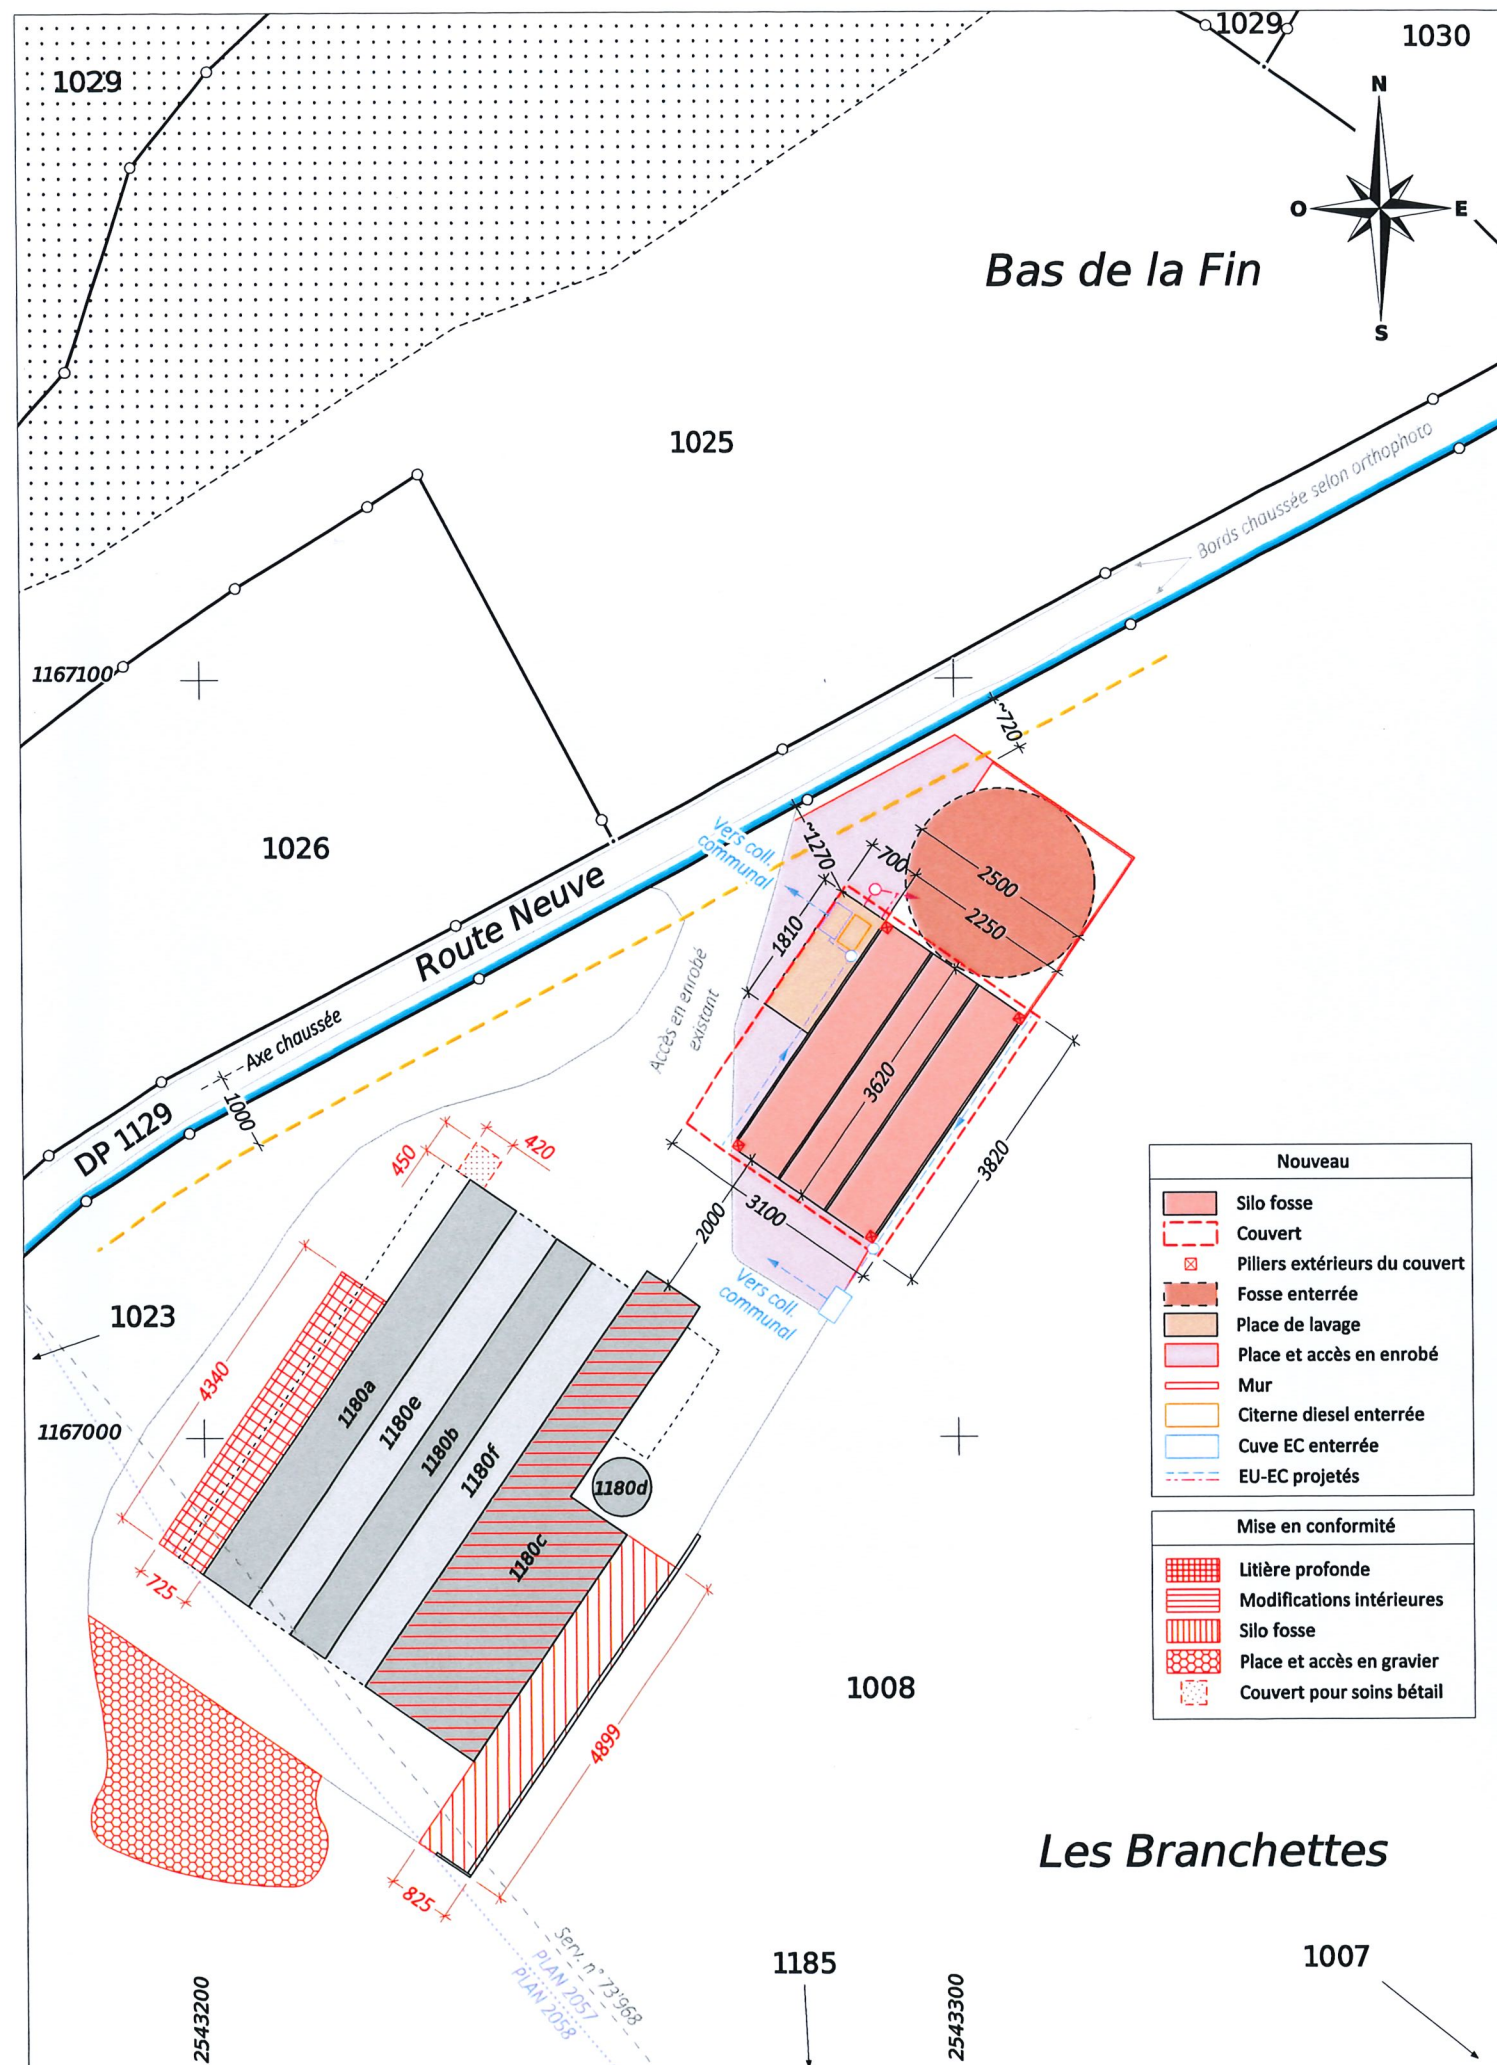 1029
1029
1030
N
O
E
S
Bas de la Fin
1025
Bords chaussée selon orthophoto
1167100
~720
1026
Route Neuve
Vers coll.
communal
~1270
700
2500
2250
1810
Accès en enrobé
existant
Axe chaussée
3620
1000
DP 1129
450
420
3820
3100
2000
Vers coll.
communal
1023
4340
1167000
1180a
1180e
1180b
1180f
1180d
1180c
725
4899
825
1008
Nouveau
Silo fosse
Couvert
Piliers extérieurs du couvert
Fosse enterrée
Place de lavage
Place et accès en enrobé
Mur
Citerne diesel enterrée
Cuve EC enterrée
EU-EC projetés
Mise en conformité
Litière profonde
Modifications intérieures
Silo fosse
Place et accès en gravier
Couvert pour soins bétail
Les Branchettes
Serv. n° 73'968
PLAN 2057
PLAN 2058
1185
1007
2543200
2543300